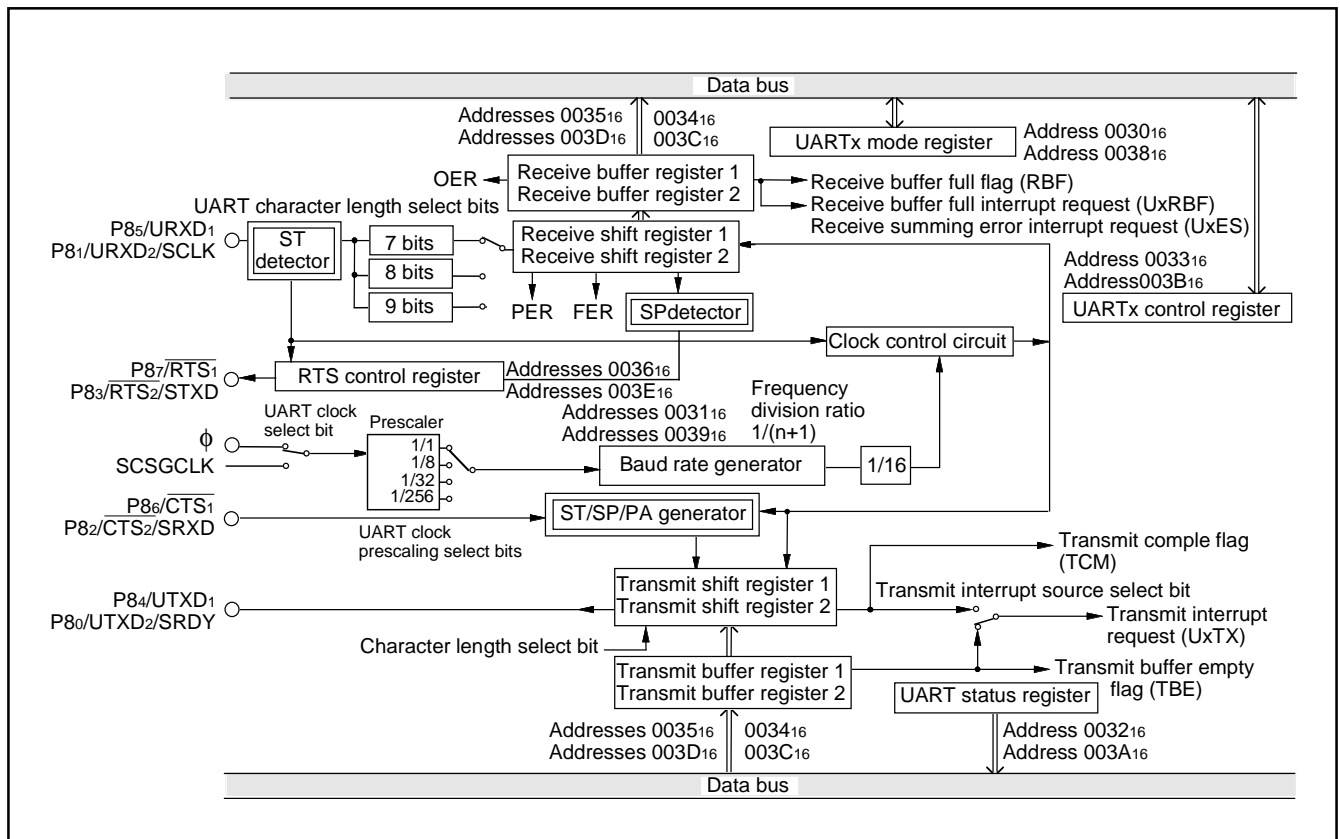 Data bus
Addresses 003516 003416
Addresses 003D16 003C16
UARTx mode register
Address 003016
Address 003816
OER
Receive buffer register 1
Receive buffer register 2
Receive buffer full flag (RBF)
Receive buffer full interrupt request (UxRBF)
Receive summing error interrupt request (UxES)
UART character length select bits
P85/URXD1
P81/URXD2/SCLK
ST
detector
7 bits
8 bits
9 bits
Receive shift register 1
Receive shift register 2
PER
FER
SPdetector
Address 003316
Address003B16
UARTx control register
Clock control circuit
P87/RTS1
P83/RTS2/STXD
RTS control register
Addresses 003616
Addresses 003E16
UART clock
select bit
Prescaler
Addresses 003116
Addresses 003916
Frequency
division ratio
1/(n+1)
ϕ
SCSGCLK
1/1
1/8
1/32
1/256
Baud rate generator
1/16
P86/CTS1
P82/CTS2/SRXD
UART clock
prescaling select bits
ST/SP/PA generator
Transmit comple flag
(TCM)
P84/UTXD1
P80/UTXD2/SRDY
Transmit shift register 1
Transmit shift register 2
Transmit interrupt source select bit
Transmit interrupt
request (UxTX)
Character length select bit
Transmit buffer register 1
Transmit buffer register 2
Transmit buffer empty
flag (TBE)
UART status register
Addresses 003516 003416
Addresses 003D16 003C16
Address 003216
Address 003A16
Data bus